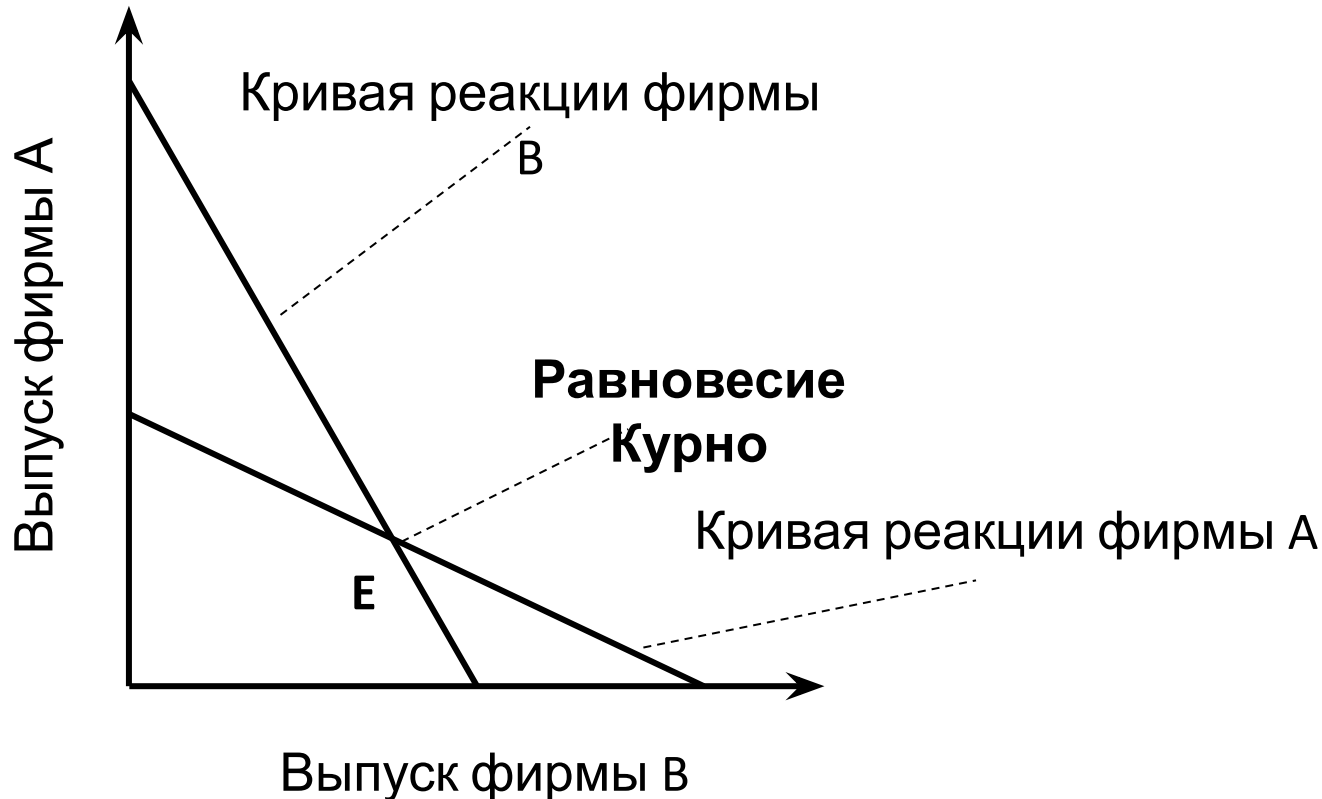 Кривая реакции фирмы
B
Выпуск фирмы А
Равновесие
Курно
Кривая реакции фирмы A
E
Выпуск фирмы B